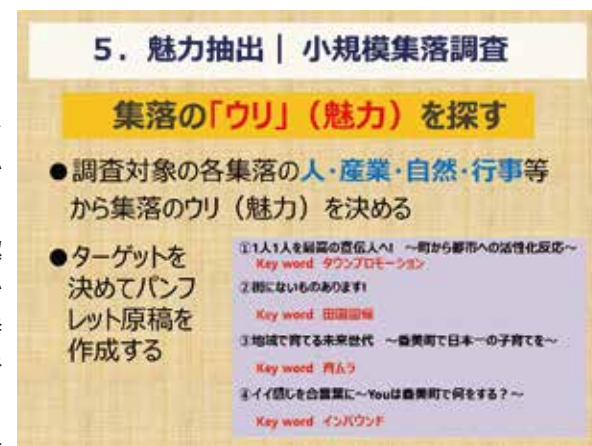 5．魅力抽出｜ 小規模集落調査
集落の「ウリ」（魅力）を探す
●調査対象の各集落の人・産業・自然・行事等
から集落のウリ（魅力）を決める
●ターゲットを
決めてパンフ
レット原稿を
作成する
①1人1人を最高の宣伝人へ! ～町から都市への活性化反応～
Key word タウンプロモーション
②街にないものあります!
Key word 田園回帰
③地域で育てる未来世代 ～香美町で日本一の子育てを～
Key word 育ムラ
④イイ感じを合言葉に～Youは香美町で何をする？～
Key word インバウンド